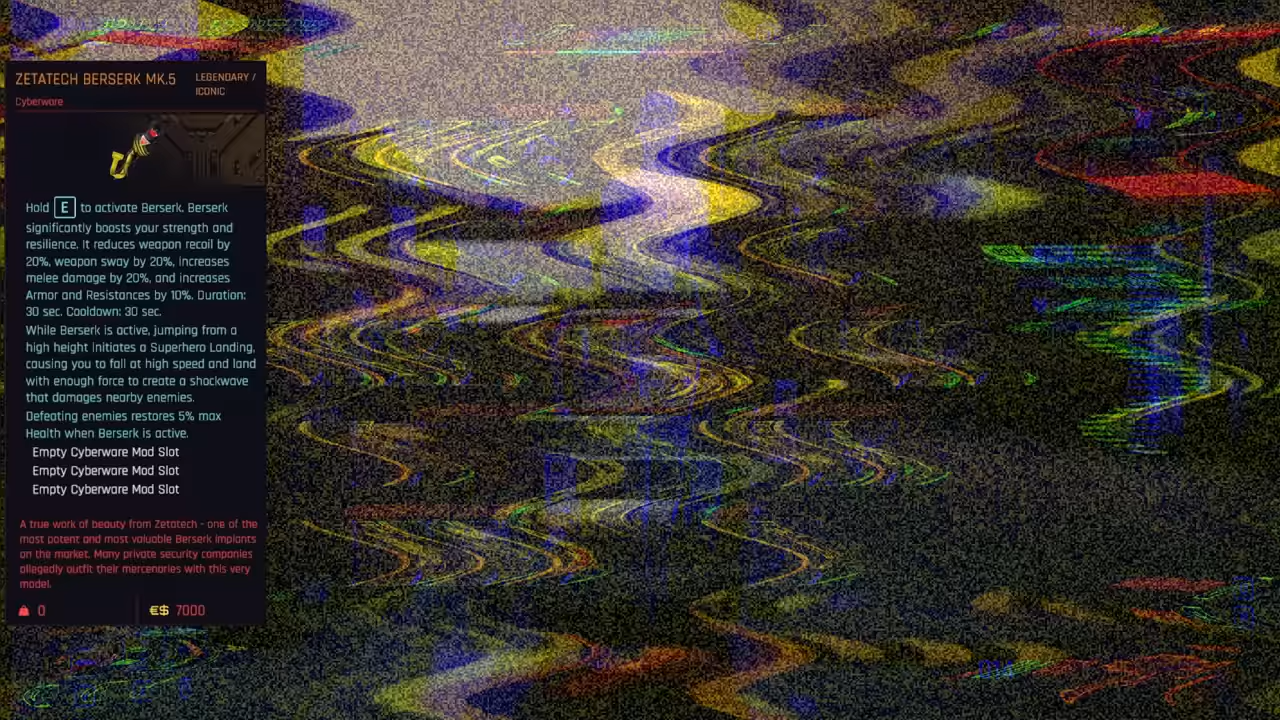 ZETATECH BERSERK MK.5
LEGENDARY /
ICONIC
Cyberware
Hold E to activate Berserk. Berserk
significantly boosts your strength and
resilience. It reduces weapon recoil by
20%, weapon sway by 20%, increases
melee damage by 20%, and increases
Armor and Resistances by 10%. Duration:
30 sec. Cooldown: 30 sec.
While Berserk is active, jumping from a
high height initiates a Superhero Landing,
causing you to fall at high speed and land
with enough force to create a shockwave
that damages nearby enemies.
Defeating enemies restores 5% max
Health when Berserk is active.
Empty Cyberware Mod Slot
Empty Cyberware Mod Slot
Empty Cyberware Mod Slot
A true work of beauty from Zetatech - one of the
most potent and most valuable Berserk implants
on the market. Many private security companies
allegedly outfit their mercenaries with this very
model.
0
€$ 7000